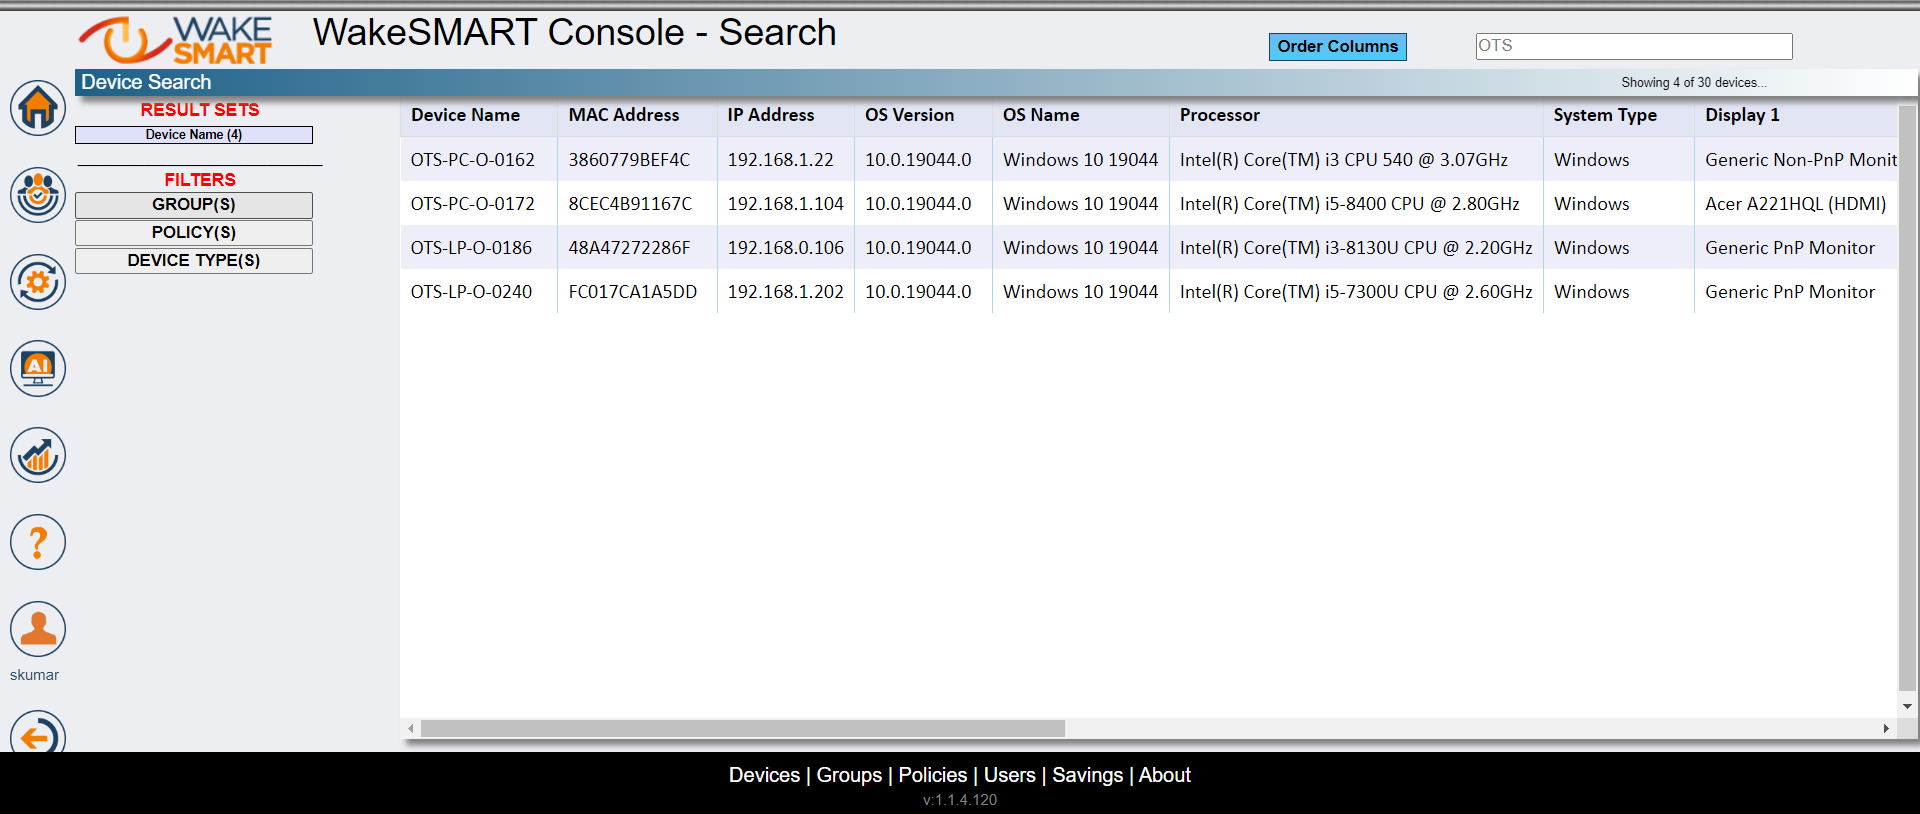 WAKE
SMART
WakeSMART Console - Search
Order Columns
OTS
Device Search
Showing 4 of 30 devices...
RESULT SETS
Device Name (4)
FILTERS
GROUP(S)
POLICY(S)
DEVICE TYPE(S)
Device Name MAC Address IP Address OS Version OS Name Processor System Type Display 1
OTS-PC-O-0162 3860779BEF4C 192.168.1.22 10.0.19044.0 Windows 10 19044 Intel(R) Core(TM) i3 CPU 540 @ 3.07GHz Windows Generic Non-PnP Monit
OTS-PC-O-0172 8CEC4B91167C 192.168.1.104 10.0.19044.0 Windows 10 19044 Intel(R) Core(TM) i5-8400 CPU @ 2.80GHz Windows Acer A221HQL (HDMI)
OTS-LP-O-0186 48A47272286F 192.168.0.106 10.0.19044.0 Windows 10 19044 Intel(R) Core(TM) i3-8130U CPU @ 2.20GHz Windows Generic PnP Monitor
OTS-LP-O-0240 FC017CA1A5DD 192.168.1.202 10.0.19044.0 Windows 10 19044 Intel(R) Core(TM) i5-7300U CPU @ 2.60GHz Windows Generic PnP Monitor
AI
?
skumar
Devices | Groups | Policies | Users | Savings | About
v:1.1.4.120